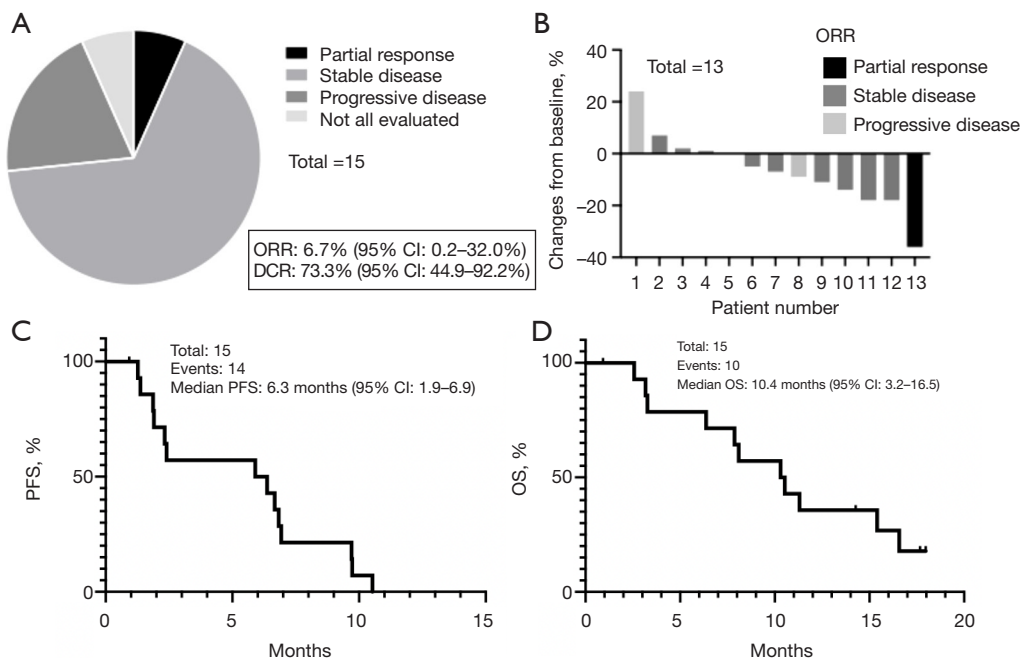 A
Partial response
Stable disease
Progressive disease
Not all evaluated
Total =15
ORR: 6.7% (95% CI: 0.2–32.0%)
DCR: 73.3% (95% CI: 44.9–92.2%)
B
ORR
Partial response
Stable disease
Progressive disease
Total =13
Changes from baseline, %
40
20
0
–20
–40
1 2 3 4 5 6 7 8 9 10 11 12 13
Patient number
C
Total: 15
Events: 14
Median PFS: 6.3 months (95% CI: 1.9–6.9)
PFS, %
100
50
0
0 5 10 15
Months
D
Total: 15
Events: 10
Median OS: 10.4 months (95% CI: 3.2–16.5)
OS, %
100
50
0
0 5 10 15 20
Months